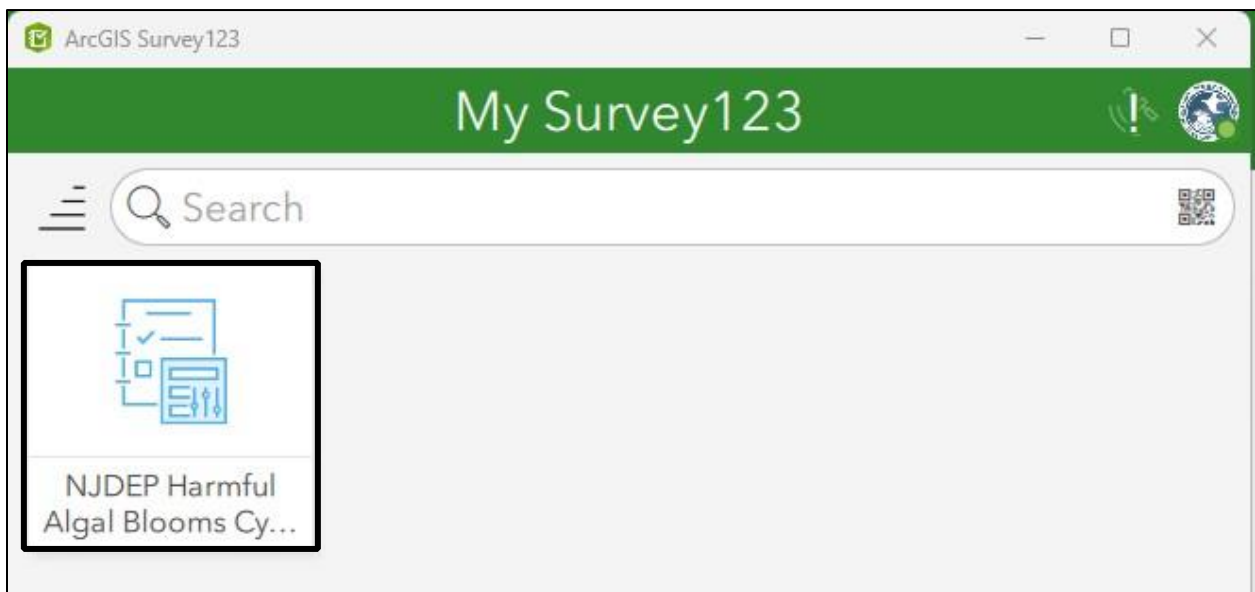 ArcGIS Survey123
My Survey123
Search
NJDEP Harmful
Algal Blooms Cy...